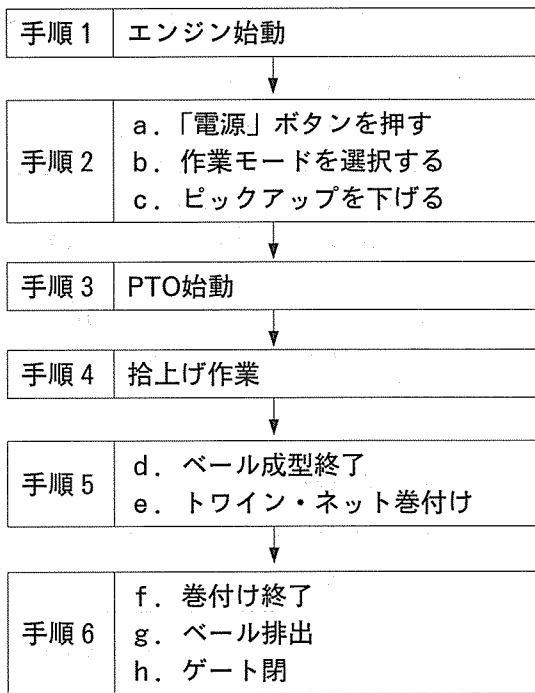 手順1 エンジン始動
a．「電源」ボタンを押す
手順2 b．作業モードを選択する
c．ピックアップを下げる
手順3 PTO始動
手順4 拾上げ作業
d．ベール成型終了
手順5 e．トワイン・ネット巻付け
f．巻付け終了
手順6 g．ベール排出
h．ゲート閉